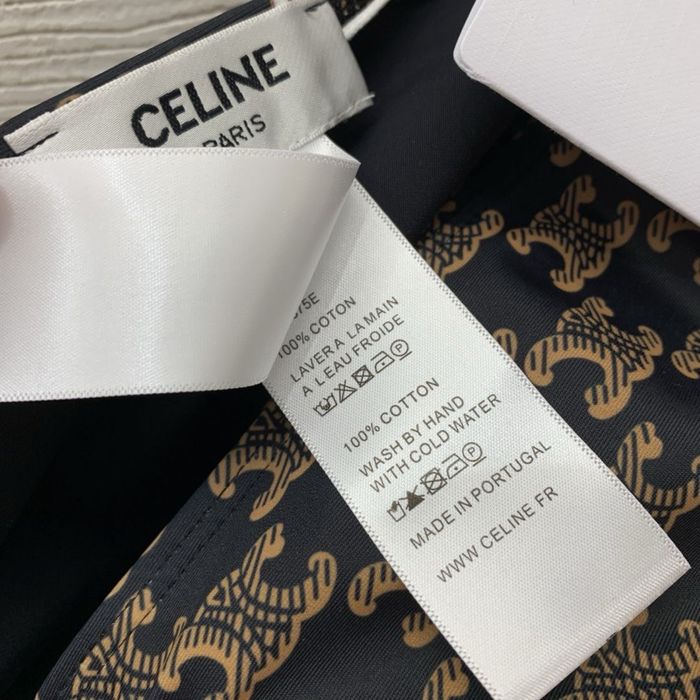 CELINE
PARIS
75E
100% COTON
LAVER A LA MAIN
A L EAU FROIDE
100% COTTON
WASH BY HAND
WITH COLD WATER
MADE IN PORTUGAL
WWW CELINE FR